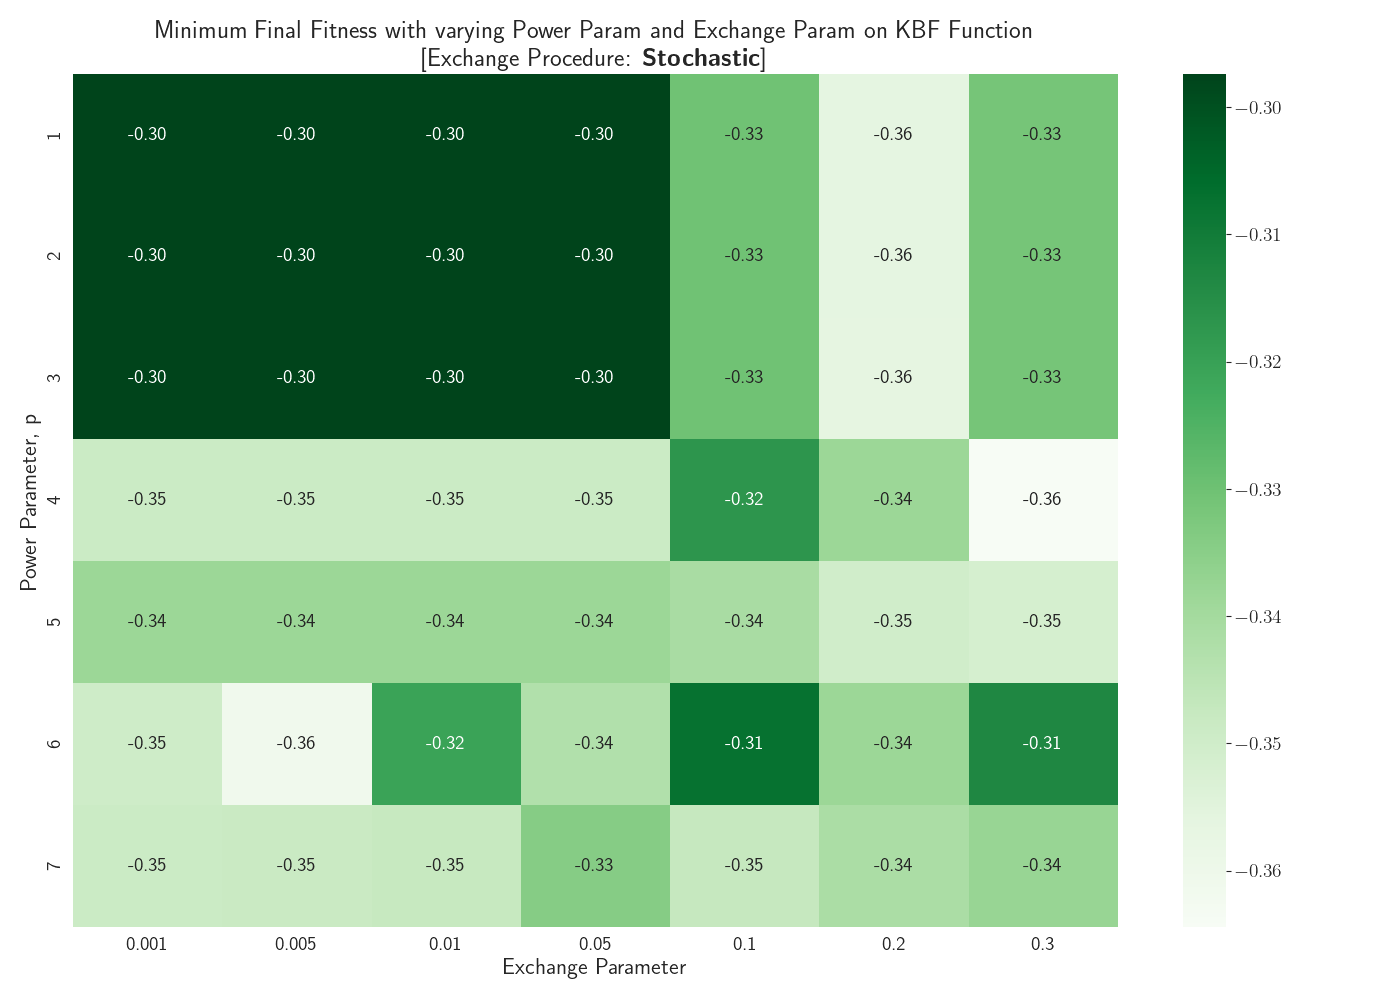 Minimum Final Fitness with varying Power Param and Exchange Param on KBF Function
[Exchange Procedure: Stochastic]
Power Parameter, p
1 -0.30 -0.30 -0.30 -0.30 -0.33 -0.36 -0.33
2 -0.30 -0.30 -0.30 -0.30 -0.33 -0.36 -0.33
3 -0.30 -0.30 -0.30 -0.30 -0.33 -0.36 -0.33
4 -0.35 -0.35 -0.35 -0.35 -0.32 -0.34 -0.36
5 -0.34 -0.34 -0.34 -0.34 -0.34 -0.35 -0.35
6 -0.35 -0.36 -0.32 -0.34 -0.31 -0.34 -0.31
7 -0.35 -0.35 -0.35 -0.33 -0.35 -0.34 -0.34
0.001 0.005 0.01 0.05 0.1 0.2 0.3
Exchange Parameter
−0.30
−0.31
−0.32
−0.33
−0.34
−0.35
−0.36